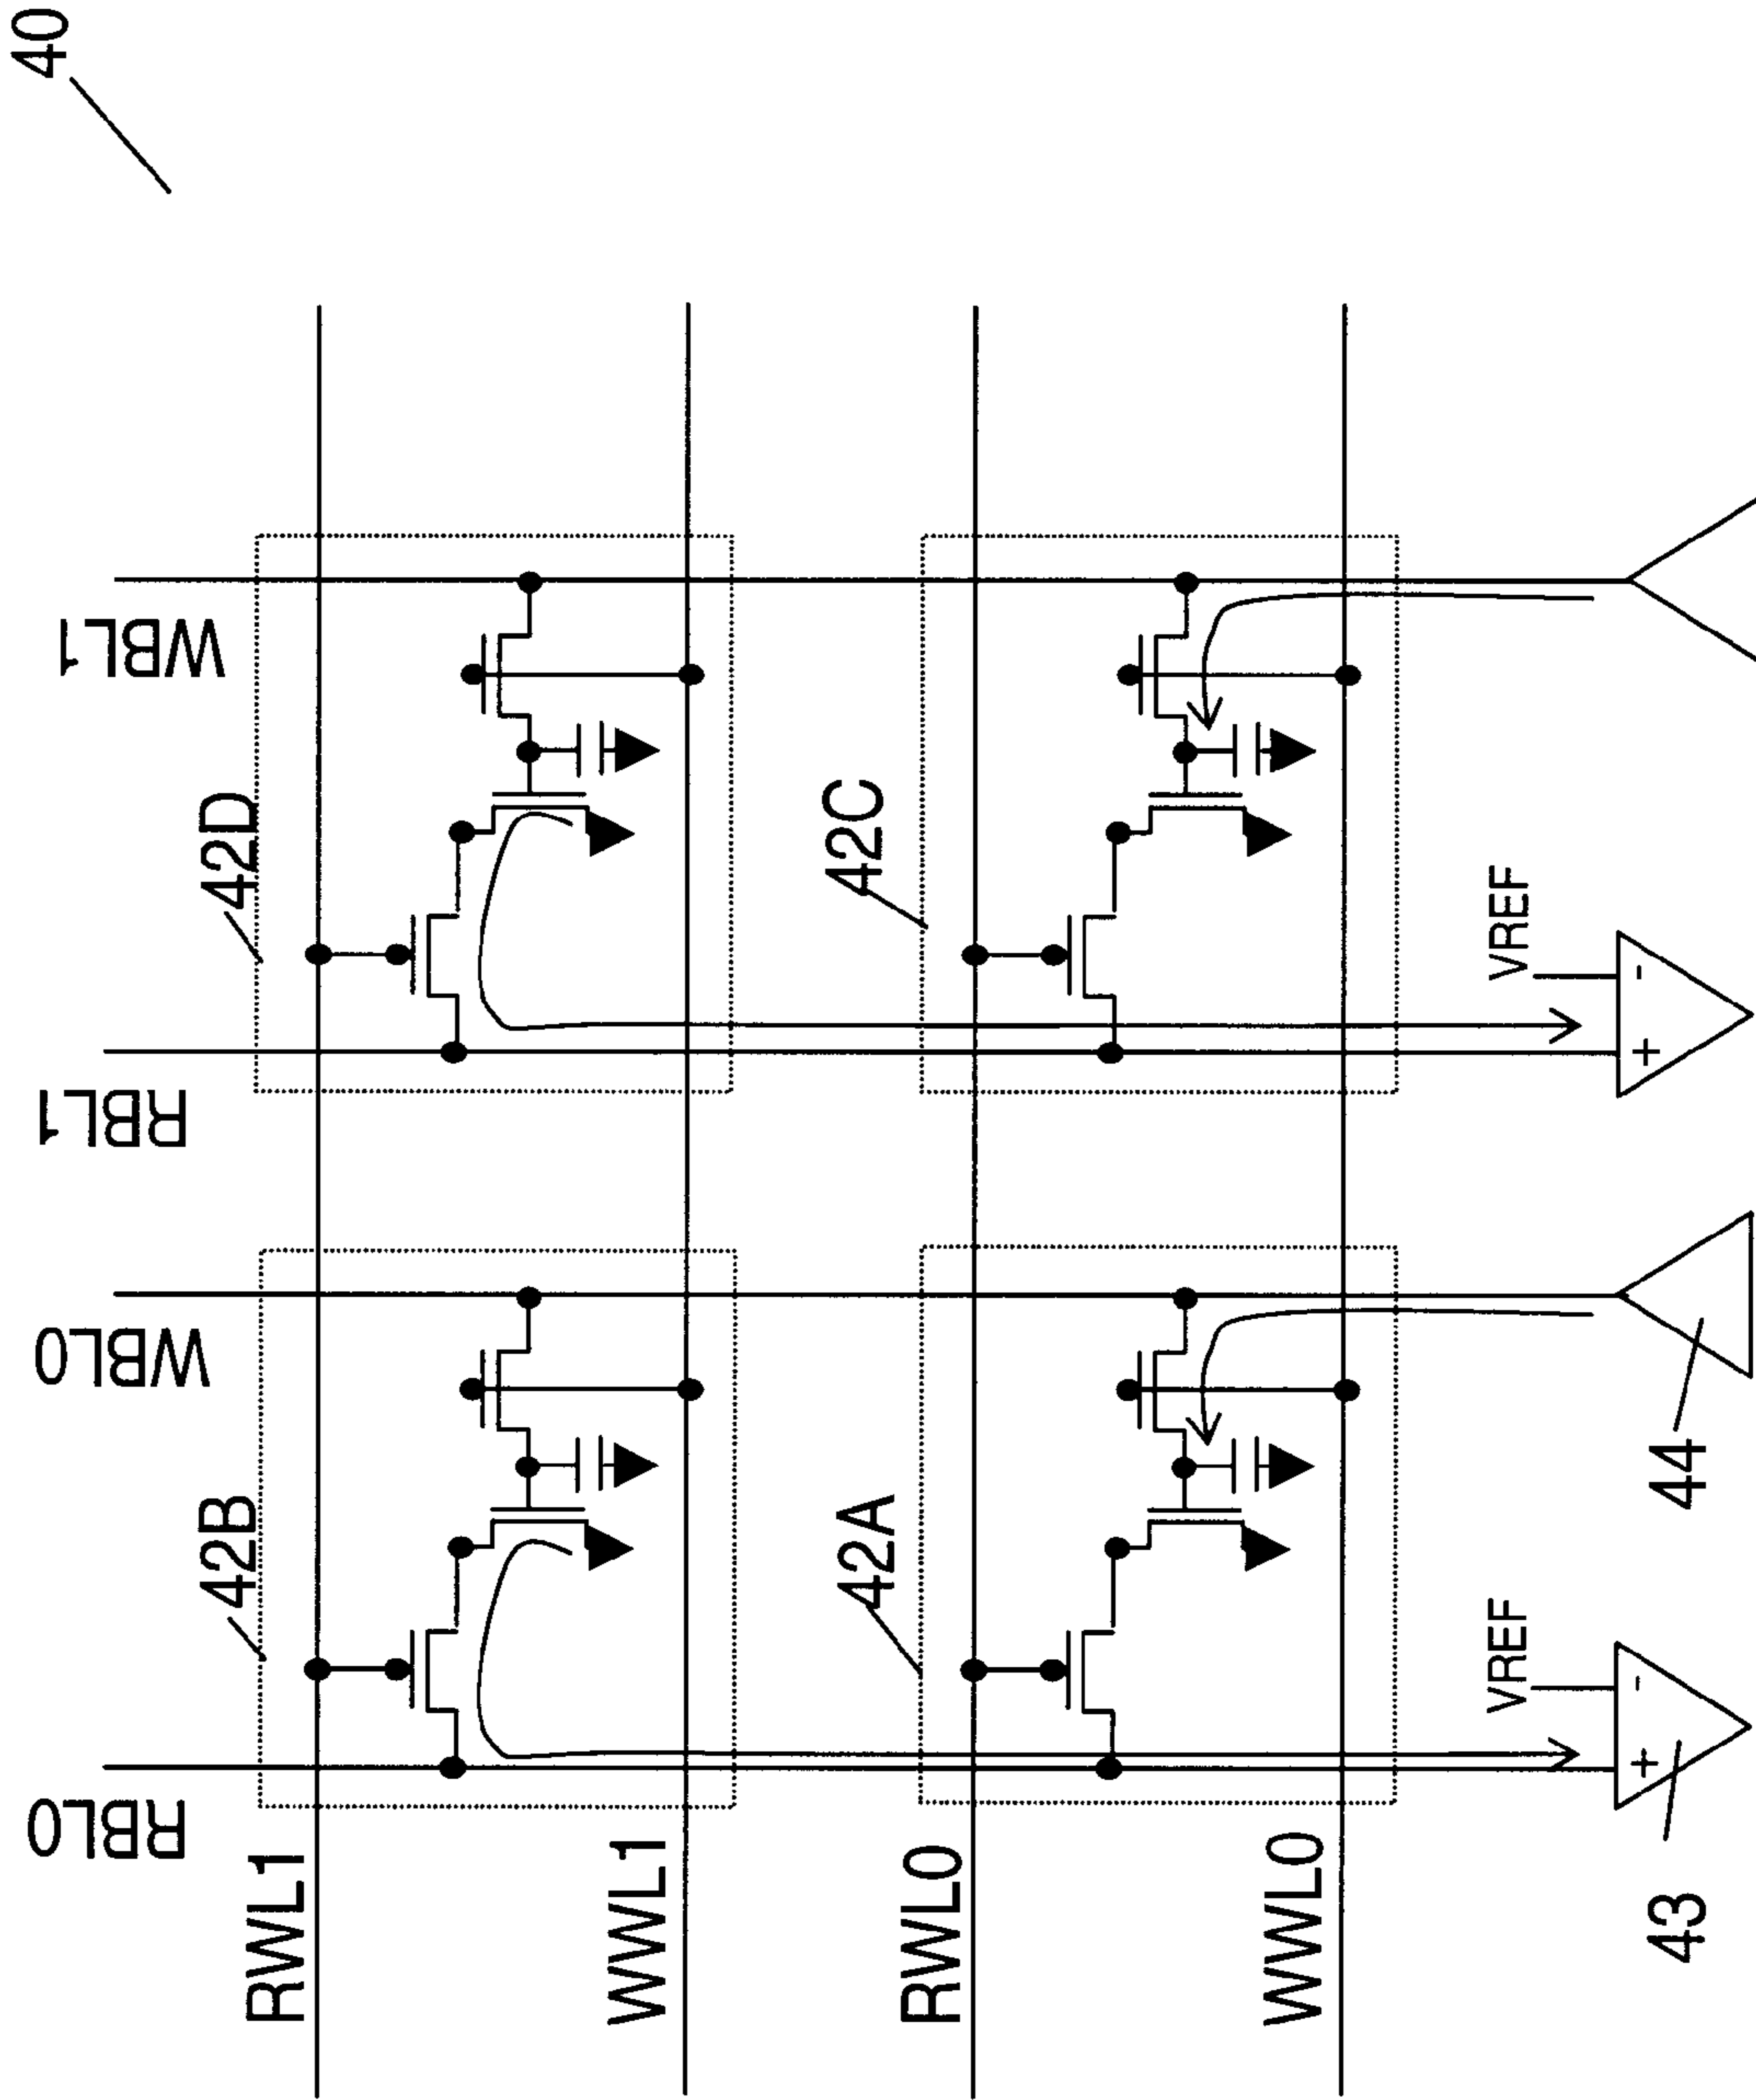 40
WBL1
RBL1
WBL0
RBL0
42D
42B
RWL1
WWL1
42C
42A
RWL0
WWL0
VREF
+ -
VREF
+ -
44
43